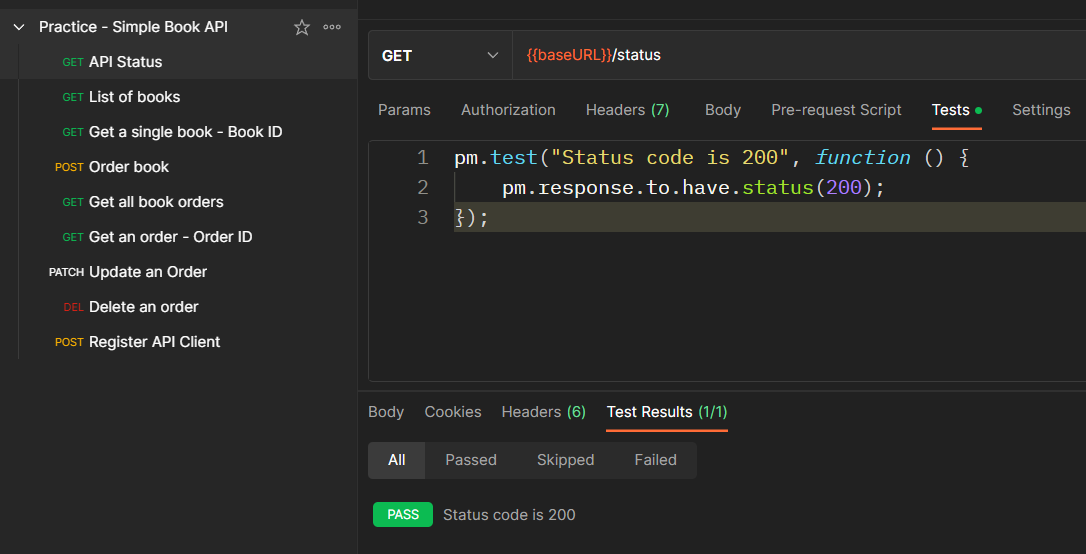 Practice - Simple Book API
GET API Status
GET List of books
GET Get a single book - Book ID
POST Order book
GET Get all book orders
GET Get an order - Order ID
PATCH Update an Order
DEL Delete an order
POST Register API Client
GET {{baseURL}}/status
Params Authorization Headers (7) Body Pre-request Script Tests Settings
1 pm.test("Status code is 200", function () {
2 pm.response.to.have.status(200);
3 });
Body Cookies Headers (6) Test Results (1/1)
All Passed Skipped Failed
PASS Status code is 200